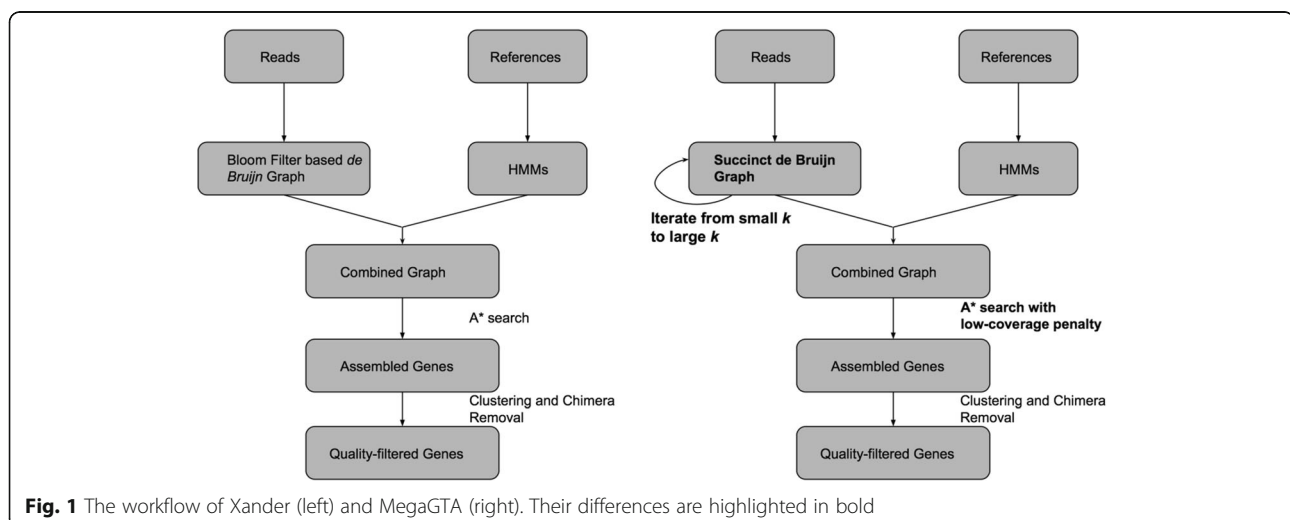 Reads
References
Bloom Filter based de
Bruijn Graph
HMMs
Combined Graph
A* search
Assembled Genes
Clustering and Chimera
Removal
Quality-filtered Genes
Reads
References
Succinct de Bruijn
Graph
HMMs
Iterate from small k
to large k
Combined Graph
A* search with
low-coverage penalty
Assembled Genes
Clustering and Chimera
Removal
Quality-filtered Genes
Fig. 1 The workflow of Xander (left) and MegaGTA (right). Their differences are highlighted in bold